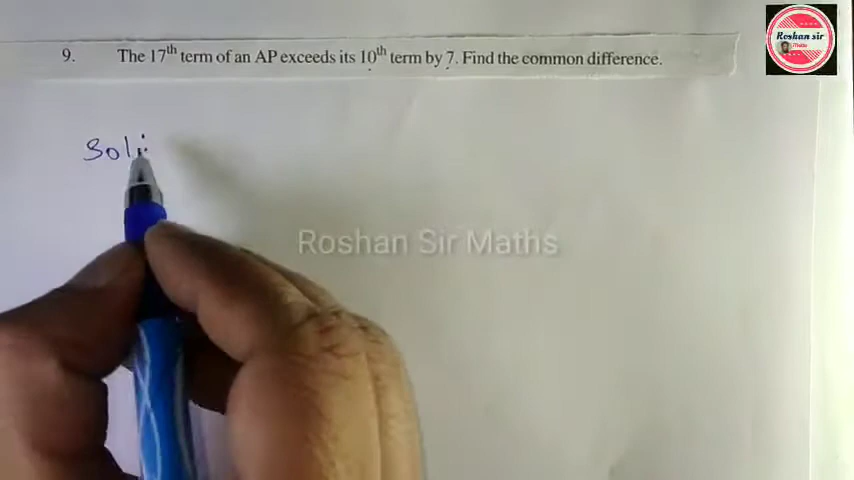 Roshan sir
Maths
9. The 17th term of an AP exceeds its 10th term by 7. Find the common difference.
Sol:
Roshan Sir Maths